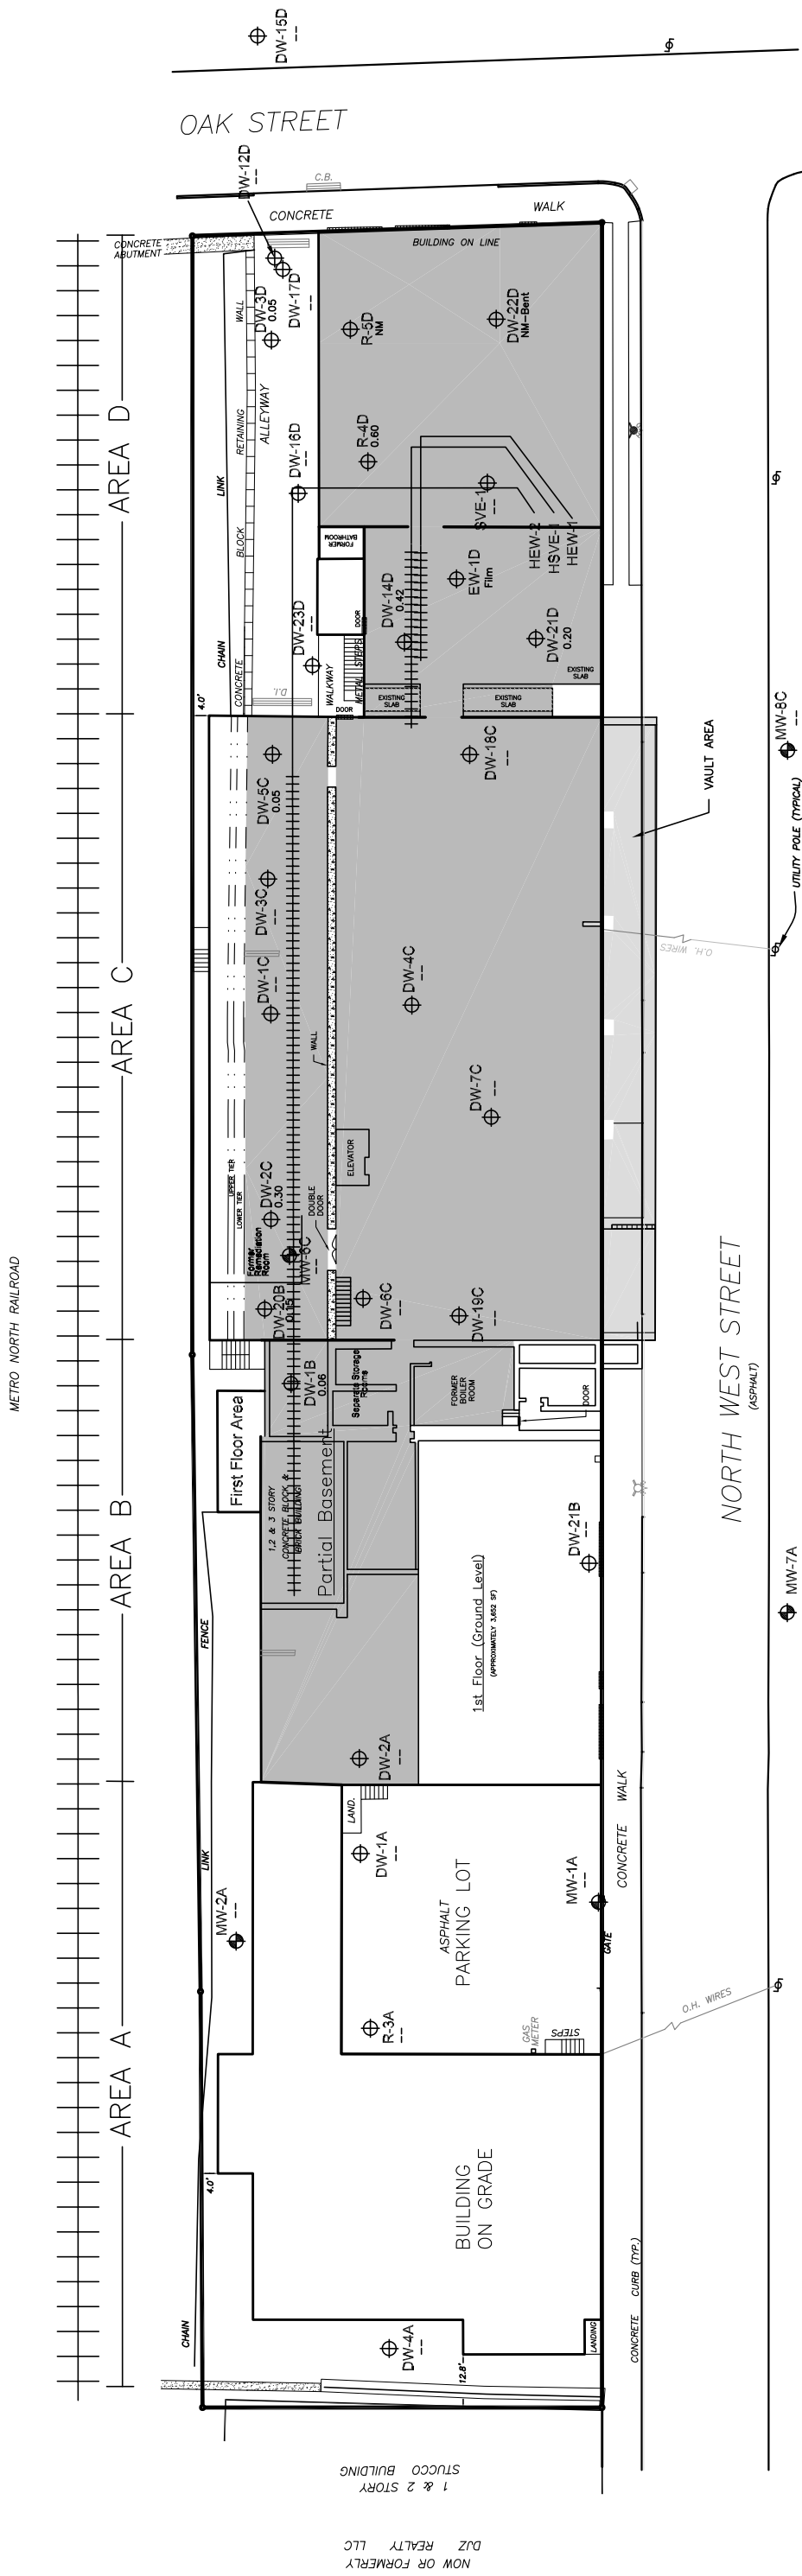 DW-15D
--
OAK STREET
DW-12D
--
C.B.
CONCRETE
WALK
CONCRETE
ABUTMENT
BUILDING ON LINE
DW-17D
--
DW-3D
0.05
WALL
R-5D
NM
DW-22D
NM-Bent
AREA D
RETAINING
ALLEYWAY
DW-16D
--
R-4D
0.60
LINK
SVE-1
--
BLOCK
FORMER
BATHROOM
HEW-2
HSVE-1
HEW-1
EW-1D
Film
DW-14D
0.42
DW-23D
--
DOOR
DW-21D
0.20
CHAIN
CONCRETE
D.I.
WALKWAY
METAL STEPS
EXISTING
SLAB
EXISTING
SLAB
EXISTING
SLAB
4.0'
DOOR
DW-5C
0.05
DW-18C
--
VAULT AREA
MW-8C
--
UTILITY POLE (TYPICAL)
DW-3C
--
O.H. WIRES
DW-1C
--
DW-4C
--
AREA C
WALL
DW-7C
--
ELEVATOR
UPPER TIER
LOWER TIER
DW-2C
0.30
DOUBLE
DOOR
Former
Remediation
Room
MW-6C
DW-20B
0.15
DW-6C
--
DW-19C
--
METRO NORTH RAILROAD
NORTH WEST STREET
(ASPHALT)
DW-1B
0.06
Separate Storage
Rooms
FORMER
BOILER
ROOM
DOOR
First Floor Area
1,2 & 3 STORY
CONCRETE BLOCK &
BRICK BUILDING
Partial Basement
AREA B
DW-21B
--
MW-7A
--
FENCE
1st Floor (Ground Level)
(APPROXIMATELY 3,652 SF)
DW-2A
--
LAND.
CONCRETE WALK
LINK
DW-1A
--
MW-2A
--
ASPHALT
PARKING LOT
MW-1A
--
GATE
R-3A
--
GAS
METER
STEPS
O.H. WIRES
AREA A
4.0'
BUILDING
ON GRADE
CHAIN
DW-4A
--
12.8'
LANDING
CONCRETE CURB (TYP.)
1 & 2 STORY
STUCCO BUILDING
NOW OR FORMERLY
DJZ REALTY LLC